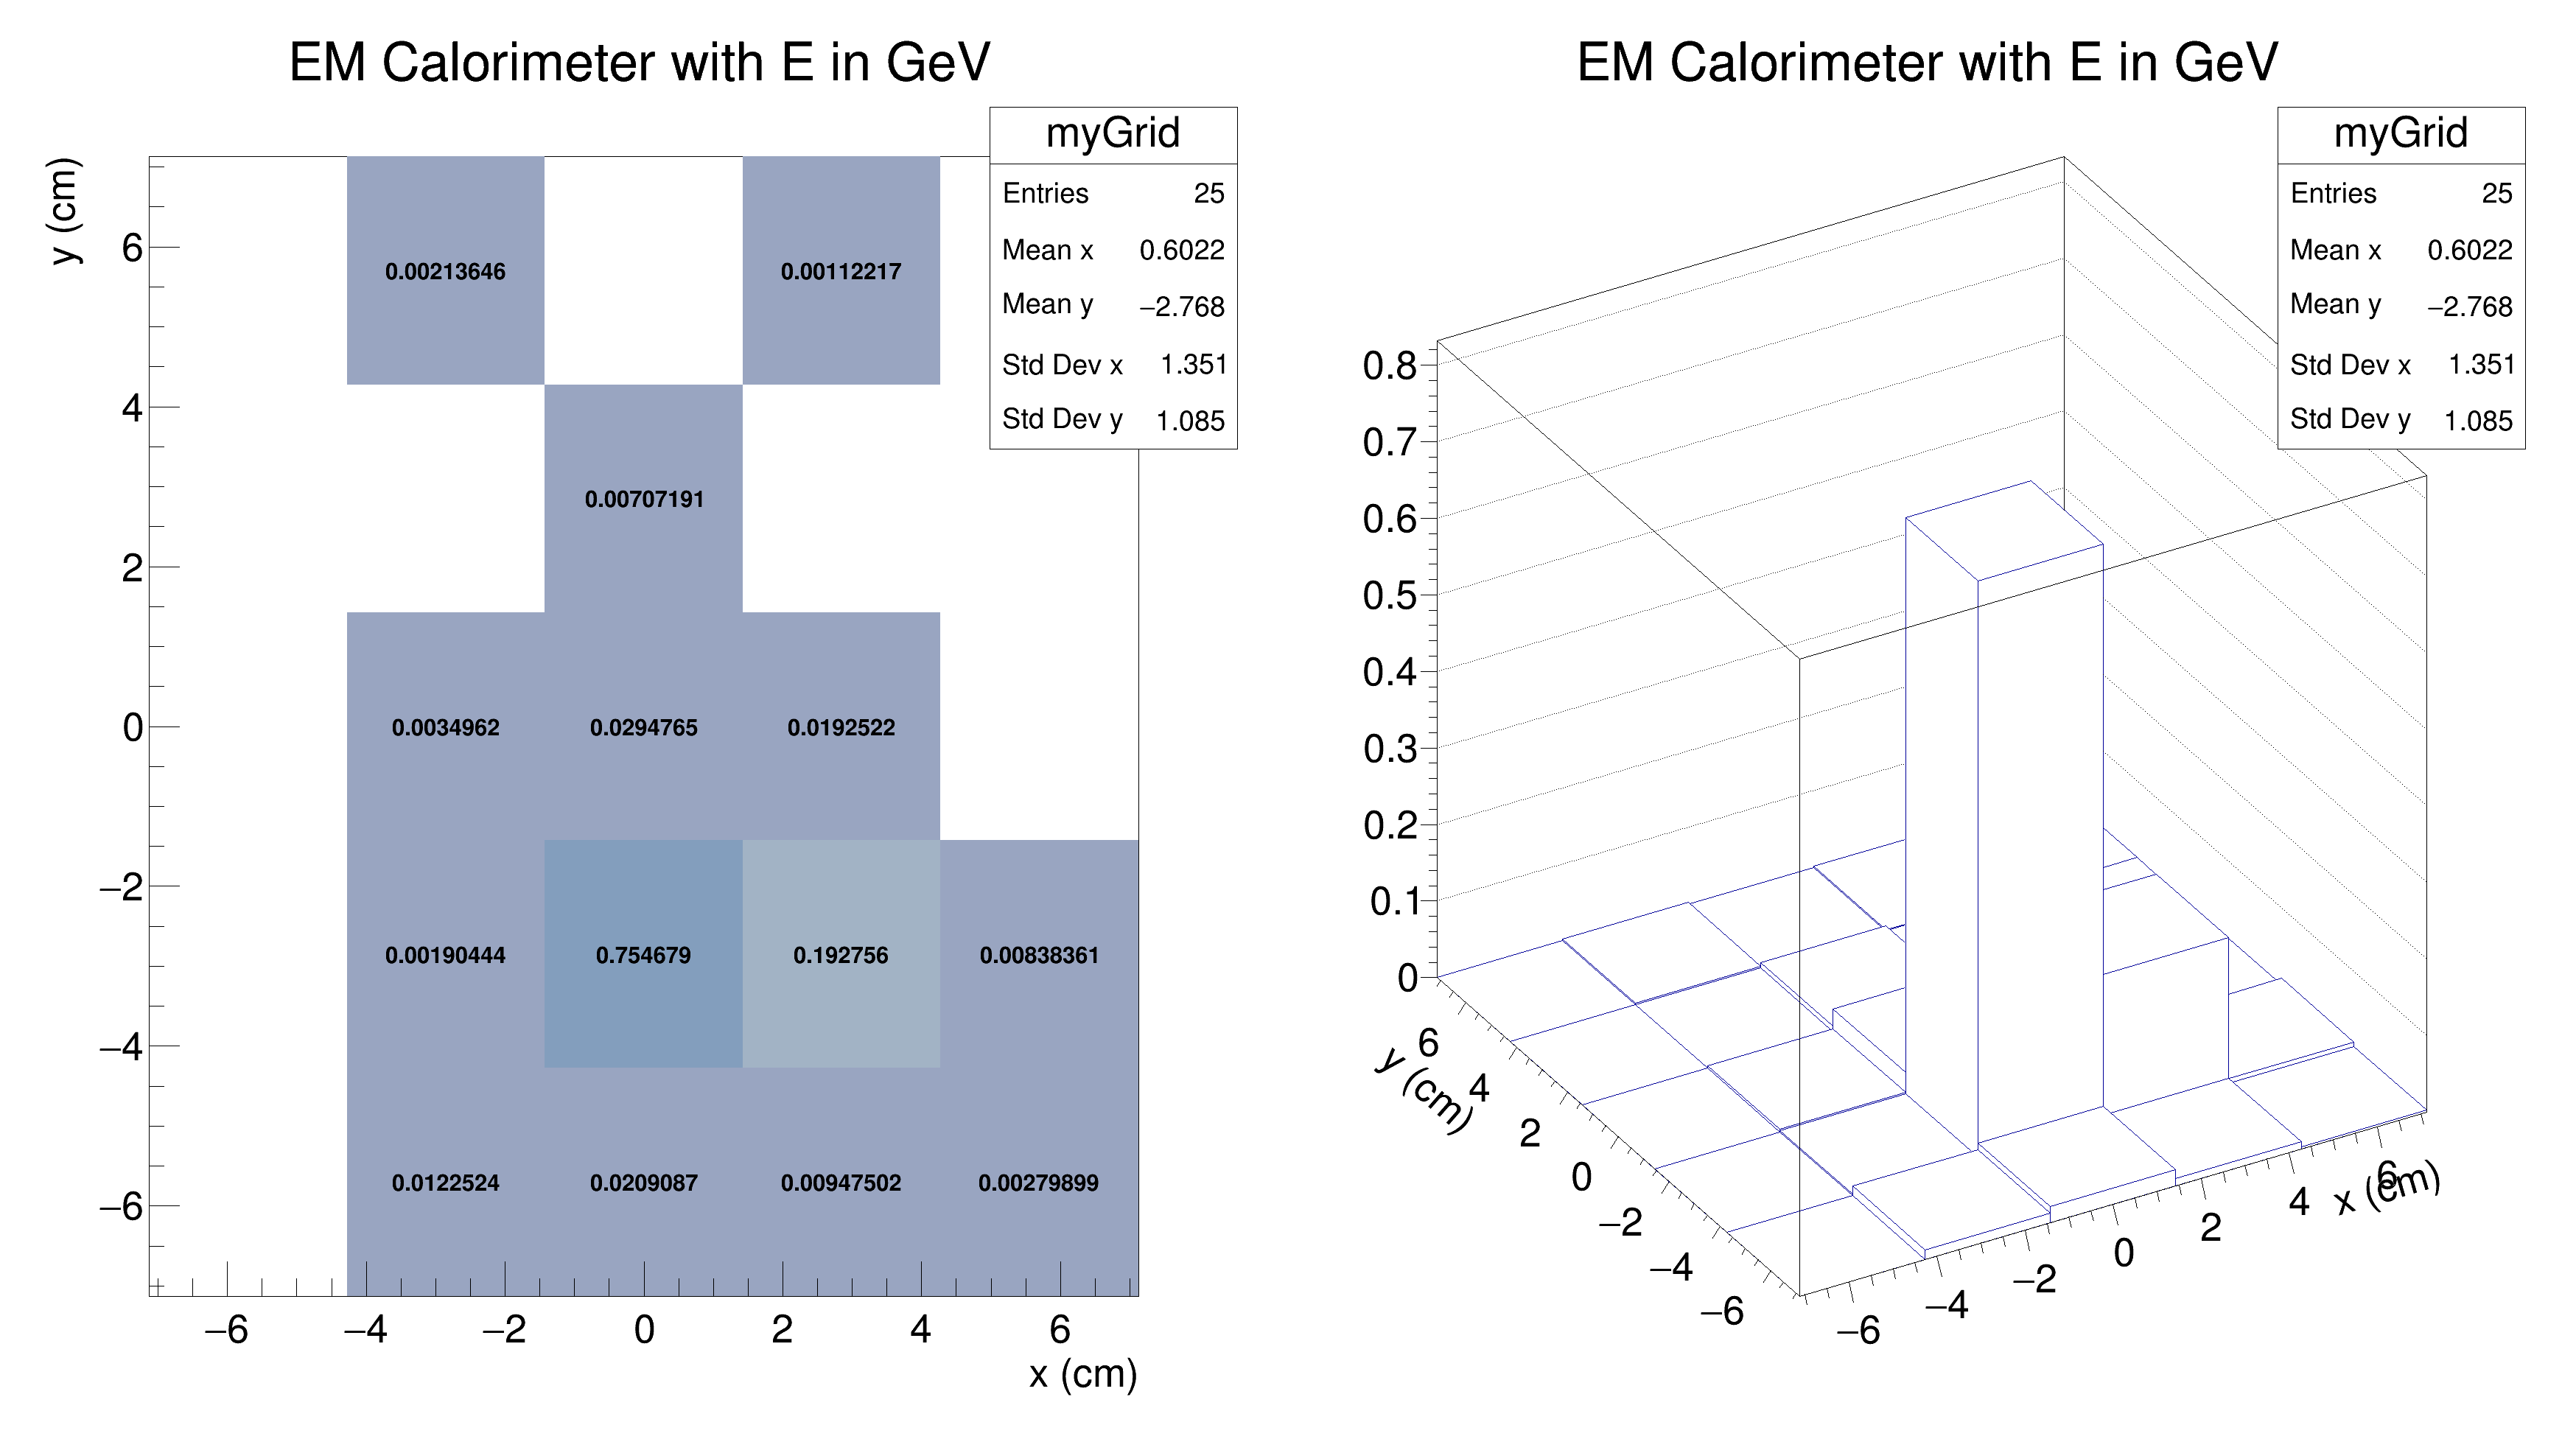 EM Calorimeter with E in GeV
myGrid
Entries 25
Mean x 0.6022
Mean y −2.768
Std Dev x 1.351
Std Dev y 1.085
y (cm)
6
4
2
0
−2
−4
−6
0.00213646 0.00112217
0.00707191
0.0034962 0.0294765 0.0192522
0.00190444 0.754679 0.192756 0.00838361
0.0122524 0.0209087 0.00947502 0.00279899
−6 −4 −2 0 2 4 6
x (cm)
EM Calorimeter with E in GeV
myGrid
Entries 25
Mean x 0.6022
Mean y −2.768
Std Dev x 1.351
Std Dev y 1.085
0.8
0.7
0.6
0.5
0.4
0.3
0.2
0.1
0
6
4
2
0
−2
−4
−6
y (cm)
−6
−4
−2
0
2
4
6
x (cm)